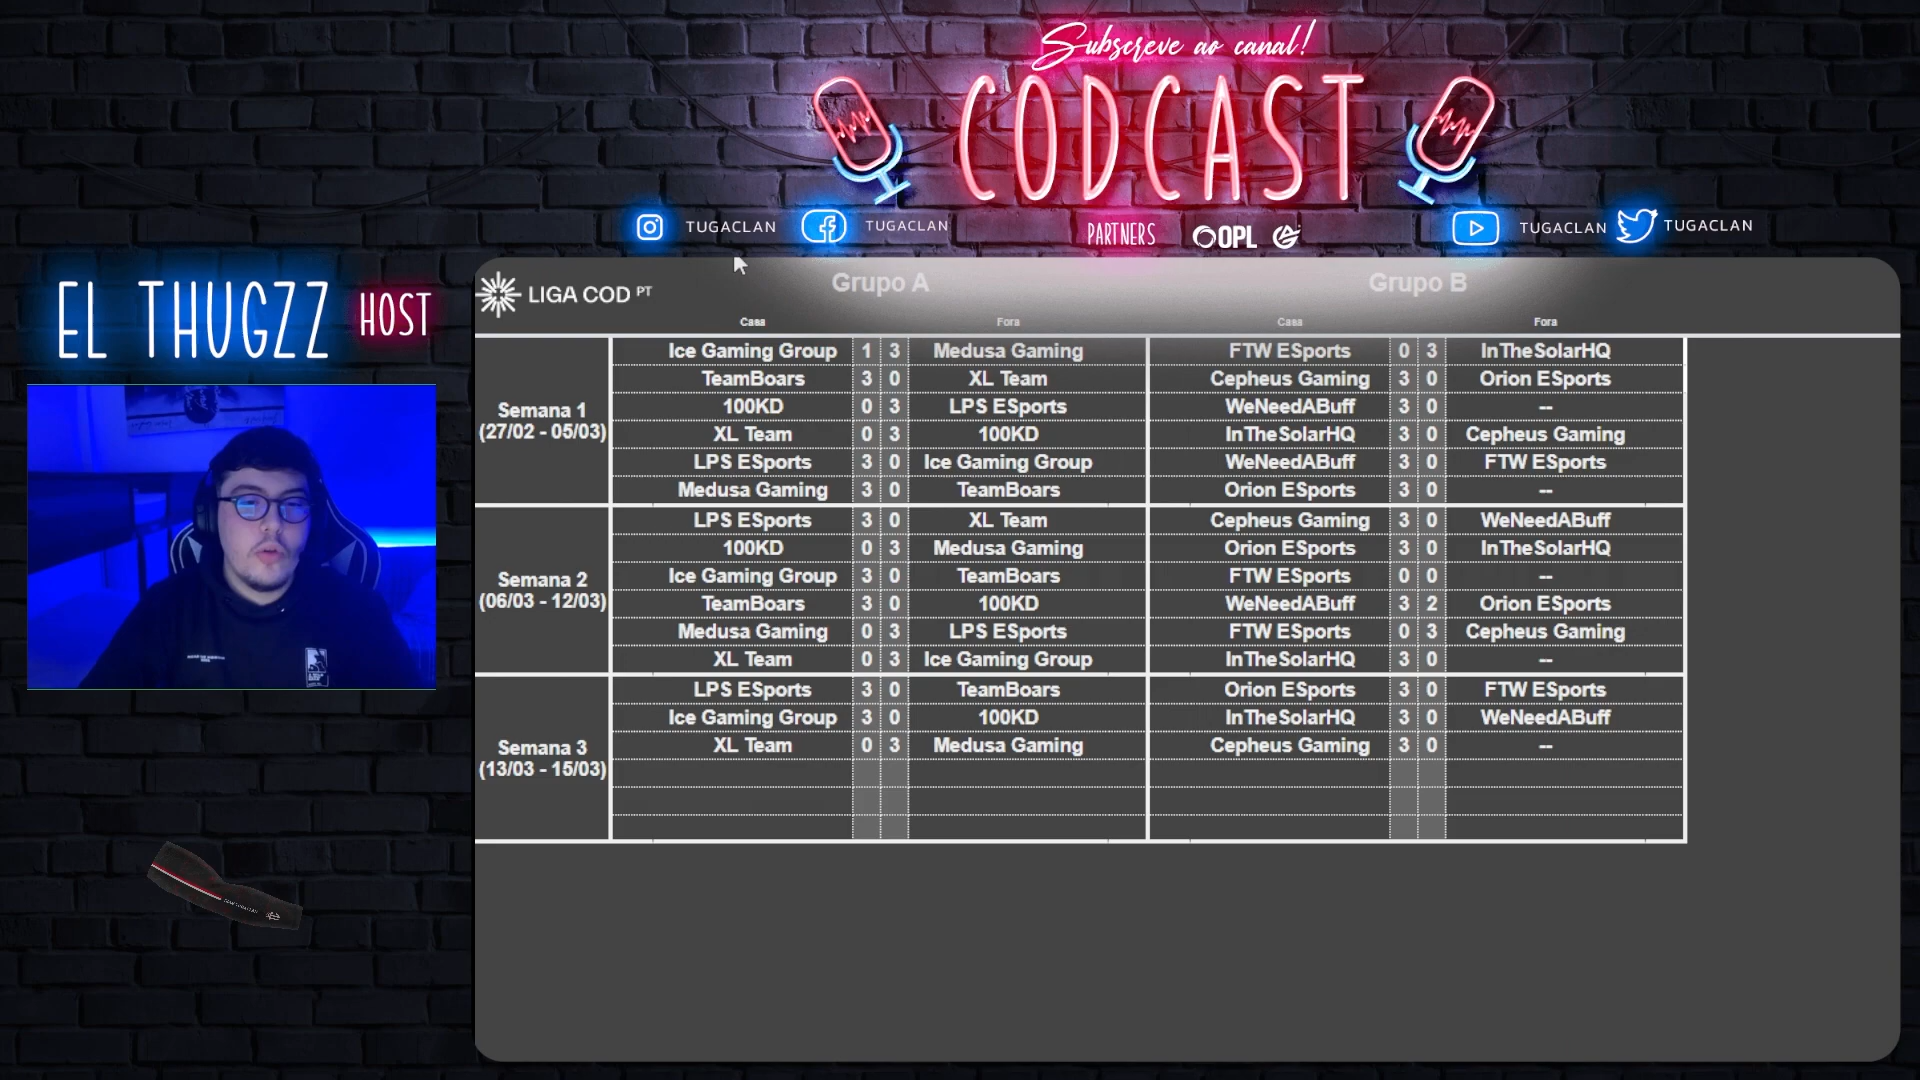 Subscreve ao canal!
CODCAST
TUGACLAN TUGACLAN PARTNERS OPL TUGACLAN TUGACLAN
EL THUGZZ HOST
LIGA COD PT Grupo A Grupo B
Casa Fora Casa Fora
Semana 1
(27/02 - 05/03)
Ice Gaming Group 1 3 Medusa Gaming FTW ESports 0 3 InTheSolarHQ
TeamBoars 3 0 XL Team Cepheus Gaming 3 0 Orion ESports
100KD 0 3 LPS ESports WeNeedABuff 3 0 --
XL Team 0 3 100KD InTheSolarHQ 3 0 Cepheus Gaming
LPS ESports 3 0 Ice Gaming Group WeNeedABuff 3 0 FTW ESports
Medusa Gaming 3 0 TeamBoars Orion ESports 3 0 --
Semana 2
(06/03 - 12/03)
LPS ESports 3 0 XL Team Cepheus Gaming 3 0 WeNeedABuff
100KD 0 3 Medusa Gaming Orion ESports 3 0 InTheSolarHQ
Ice Gaming Group 3 0 TeamBoars FTW ESports 0 0 --
TeamBoars 3 0 100KD WeNeedABuff 3 2 Orion ESports
Medusa Gaming 0 3 LPS ESports FTW ESports 0 3 Cepheus Gaming
XL Team 0 3 Ice Gaming Group InTheSolarHQ 3 0 --
Semana 3
(13/03 - 15/03)
LPS ESports 3 0 TeamBoars Orion ESports 3 0 FTW ESports
Ice Gaming Group 3 0 100KD InTheSolarHQ 3 0 WeNeedABuff
XL Team 0 3 Medusa Gaming Cepheus Gaming 3 0 --